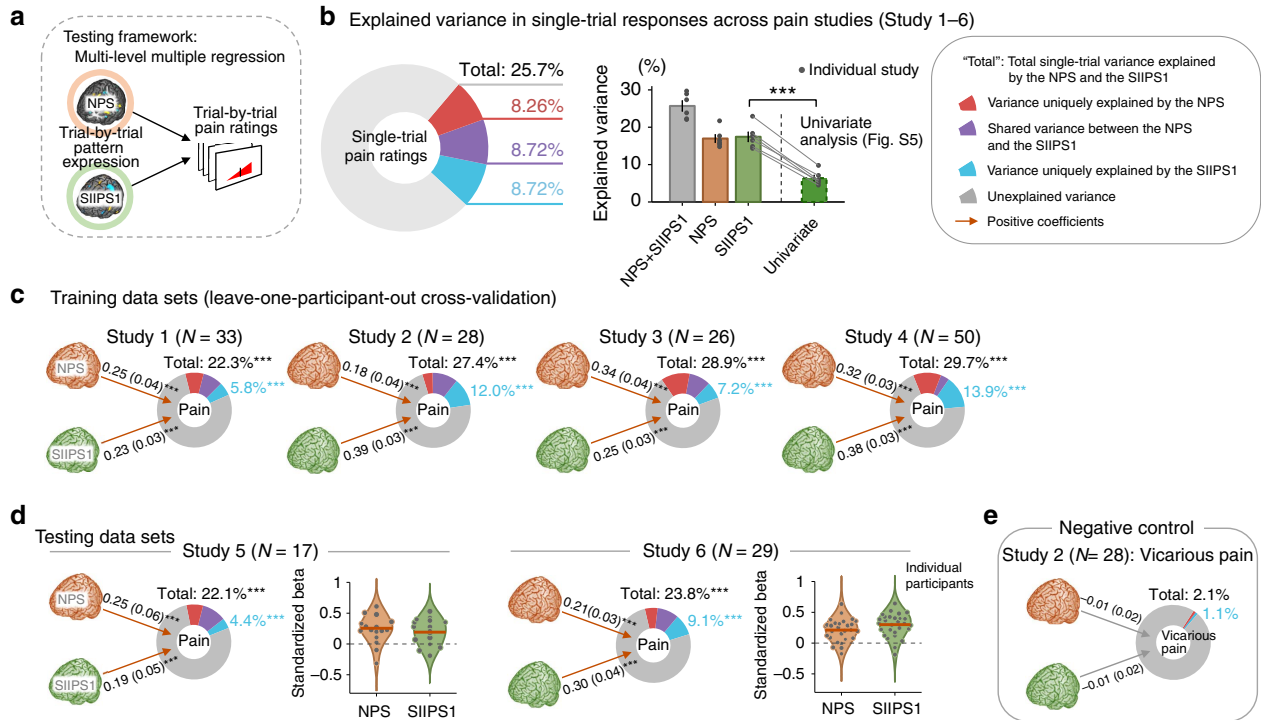 a
Testing framework:
Multi-level multiple regression
NPS
Trial-by-trial
pattern
expression
SIIPS1
Trial-by-trial
pain ratings
b Explained variance in single-trial responses across pain studies (Study 1–6)
Total: 25.7%
8.26%
8.72%
8.72%
Single-trial
pain ratings
(%)
30
20
10
0
Explained variance
Individual study
***
Univariate
analysis (Fig. S5)
NPS+SIIPS1
NPS
SIIPS1
Univariate
“Total”: Total single-trial variance explained
by the NPS and the SIIPS1
Variance uniquely explained by the NPS
Shared variance between the NPS
and the SIIPS1
Variance uniquely explained by the SIIPS1
Unexplained variance
Positive coefficients
c Training data sets (leave-one-participant-out cross-validation)
Study 1 (N = 33)
NPS
0.25 (0.04)***
Total: 22.3%***
5.8%***
Pain
SIIPS1
0.23 (0.03)***
Study 2 (N = 28)
0.18 (0.04)***
Total: 27.4%***
12.0%***
Pain
0.39 (0.03)***
Study 3 (N = 26)
0.34 (0.04)***
Total: 28.9%***
7.2%***
Pain
0.25 (0.03)***
Study 4 (N = 50)
0.32 (0.03)***
Total: 29.7%***
13.9%***
Pain
0.38 (0.03)***
d
Testing data sets
Study 5 (N = 17)
NPS
0.25 (0.06)***
Total: 22.1%***
4.4%***
Pain
SIIPS1
0.19 (0.05)***
Standardized beta
1
0.5
0
−0.5
NPS SIIPS1
Study 6 (N = 29)
0.21(0.03)***
Total: 23.8%***
9.1%***
Pain
0.30 (0.04)***
Standardized beta
1
0.5
0
−0.5
Individual
participants
NPS SIIPS1
e
Negative control
Study 2 (N= 28): Vicarious pain
−0.01 (0.02)
Total: 2.1%
1.1%
Vicarious
pain
−0.01 (0.02)